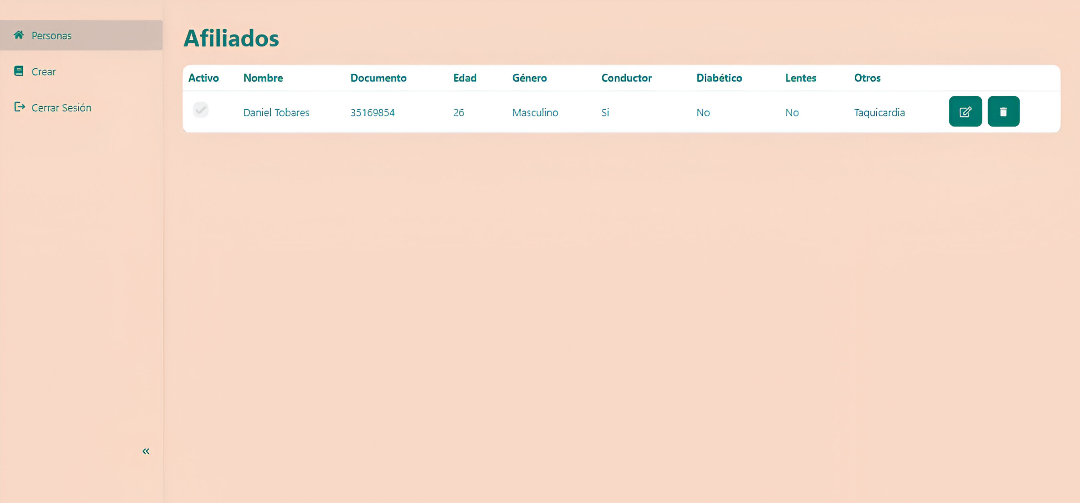 Personas
Crear
Cerrar Sesión
«
Afiliados
Activo Nombre Documento Edad Género Conductor Diabético Lentes Otros
Daniel Tobares 35169854 26 Masculino Si No No Taquicardia